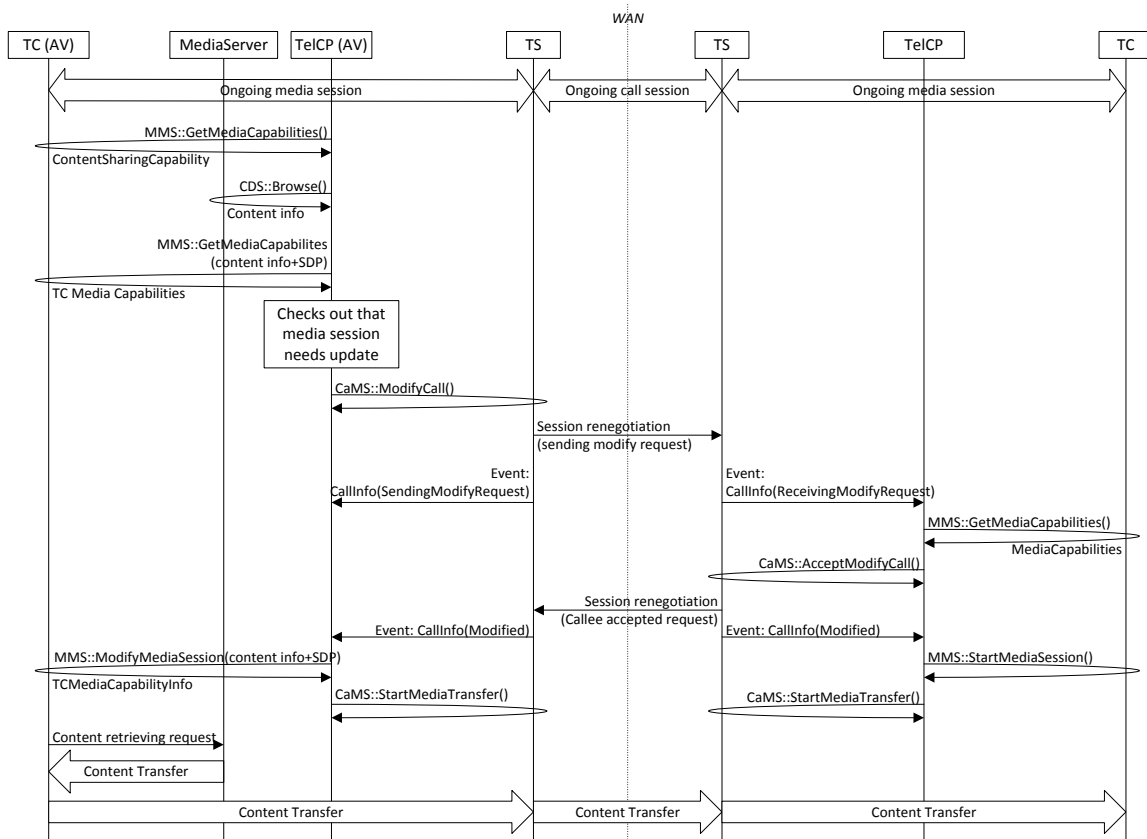 WAN
TC (AV)
MediaServer
TelCP (AV)
TS
TS
TelCP
TC
Ongoing media session
Ongoing call session
Ongoing media session
MMS::GetMediaCapabilities()
ContentSharingCapability
CDS::Browse()
Content info
MMS::GetMediaCapabilites
(content info+SDP)
TC Media Capabilities
Checks out that
media session
needs update
CaMS::ModifyCall()
Session renegotiation
(sending modify request)
Event:
CallInfo(SendingModifyRequest)
Event:
CallInfo(ReceivingModifyRequest)
MMS::GetMediaCapabilities()
MediaCapabilities
CaMS::AcceptModifyCall()
Session renegotiation
(Callee accepted request)
Event: CallInfo(Modified)
Event: CallInfo(Modified)
MMS::ModifyMediaSession(content info+SDP)
TCMediaCapabilityInfo
MMS::StartMediaSession()
CaMS::StartMediaTransfer()
CaMS::StartMediaTransfer()
Content retrieving request
Content Transfer
Content Transfer
Content Transfer
Content Transfer